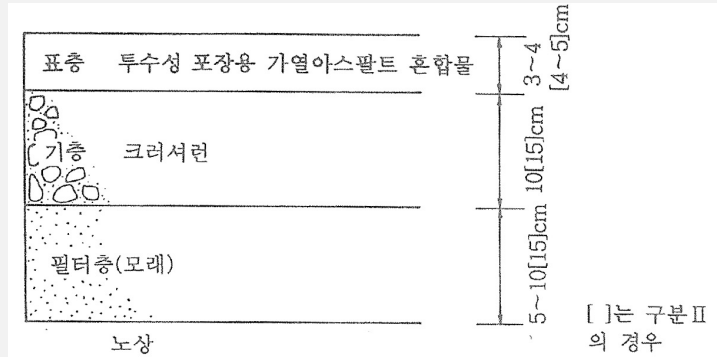 표층 투수성 포장용 가열아스팔트 혼합물
3~4
[4~5]cm
기층 크러셔런
10[15]cm
필터층(모래)
5~10[15]cm
노상
[ ]는 구분Ⅱ
의 경우